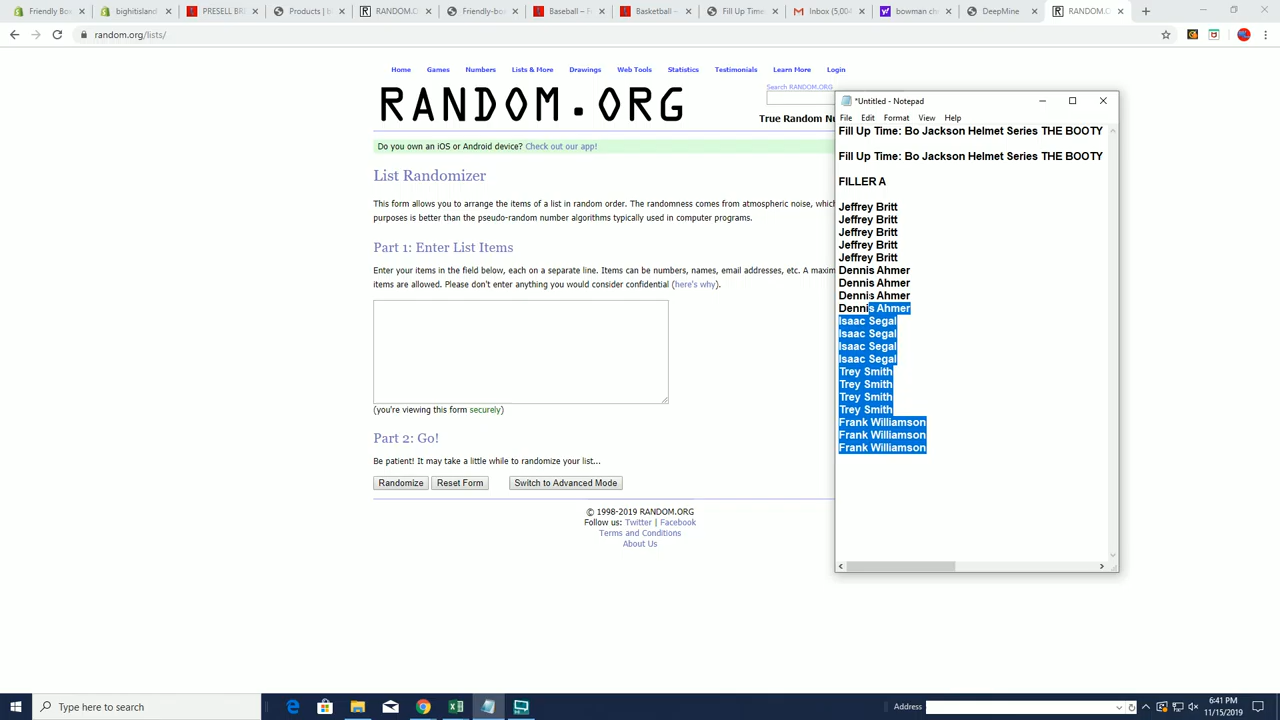 Friendly Bo
bighitisland
PRESELL BR
Products | b
RANDOM.O
Friendly-box
Baseball – F
Basketball –
Fill Up Time
Inbox (5,004
bowman ch
DeepMine
RANDOM.O
random.org/lists/
Home Games Numbers Lists & More Drawings Web Tools Statistics Testimonials Learn More Login
RANDOM.ORG
Search RANDOM.ORG
True Random Nu
Do you own an iOS or Android device? Check out our app!
List Randomizer
This form allows you to arrange the items of a list in random order. The randomness comes from atmospheric noise, whic
purposes is better than the pseudo-random number algorithms typically used in computer programs.
Part 1: Enter List Items
Enter your items in the field below, each on a separate line. Items can be numbers, names, email addresses, etc. A maxim
items are allowed. Please don't enter anything you would consider confidential (here's why).
(you're viewing this form securely)
Part 2: Go!
Be patient! It may take a little while to randomize your list...
Randomize Reset Form Switch to Advanced Mode
© 1998-2019 RANDOM.ORG
Follow us: Twitter | Facebook
Terms and Conditions
About Us
*Untitled - Notepad
File Edit Format View Help
Fill Up Time: Bo Jackson Helmet Series THE BOOTY
Fill Up Time: Bo Jackson Helmet Series THE BOOTY
FILLER A
Jeffrey Britt
Jeffrey Britt
Jeffrey Britt
Jeffrey Britt
Jeffrey Britt
Dennis Ahmer
Dennis Ahmer
Dennis Ahmer
Dennis Ahmer
Isaac Segal
Isaac Segal
Isaac Segal
Isaac Segal
Trey Smith
Trey Smith
Trey Smith
Trey Smith
Frank Williamson
Frank Williamson
Frank Williamson
Type here to search
Address
6:41 PM
11/15/2019